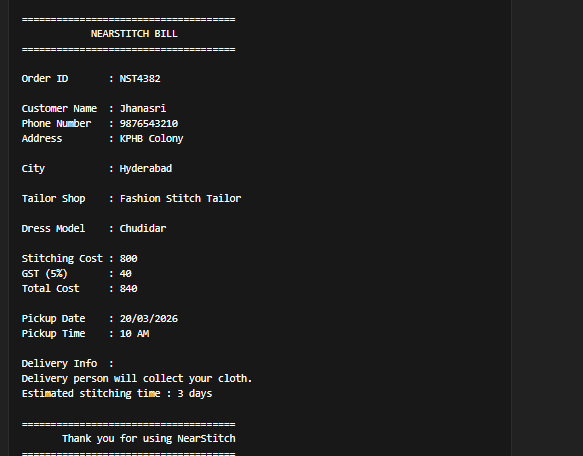 =====================================
NEARSTITCH BILL
=====================================
Order ID : NST4382
Customer Name : Jhanasri
Phone Number : 9876543210
Address : KPHB Colony
City : Hyderabad
Tailor Shop : Fashion Stitch Tailor
Dress Model : Chudidar
Stitching Cost : 800
GST (5%) : 40
Total Cost : 840
Pickup Date : 20/03/2026
Pickup Time : 10 AM
Delivery Info :
Delivery person will collect your cloth.
Estimated stitching time : 3 days
=====================================
Thank you for using NearStitch
=====================================